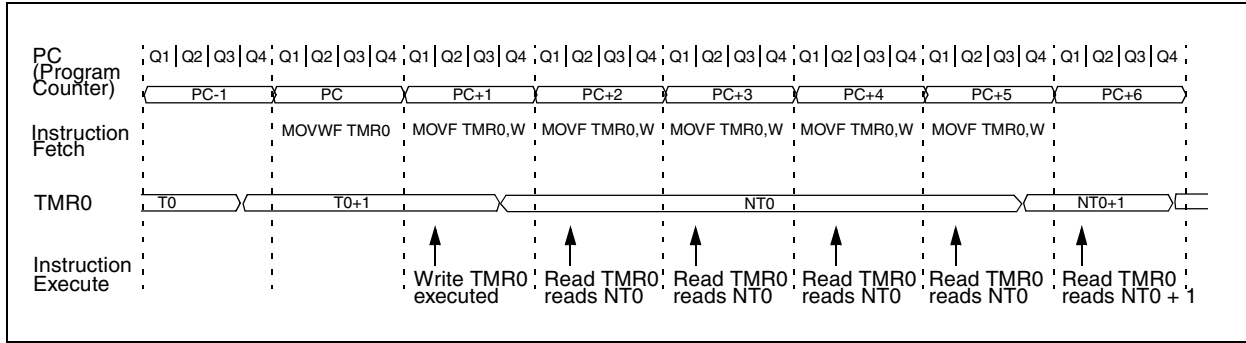 PC (Program Counter)
Q1 Q2 Q3 Q4 Q1 Q2 Q3 Q4 Q1 Q2 Q3 Q4 Q1 Q2 Q3 Q4 Q1 Q2 Q3 Q4 Q1 Q2 Q3 Q4 Q1 Q2 Q3 Q4 Q1 Q2 Q3 Q4
PC-1 PC PC+1 PC+2 PC+3 PC+4 PC+5 PC+6
Instruction Fetch
MOVWF TMR0 MOVF TMR0,W MOVF TMR0,W MOVF TMR0,W MOVF TMR0,W MOVF TMR0,W
TMR0 T0 T0+1 NT0 NT0+1
Instruction Execute
Write TMR0 executed
Read TMR0 reads NT0
Read TMR0 reads NT0
Read TMR0 reads NT0
Read TMR0 reads NT0
Read TMR0 reads NT0 + 1